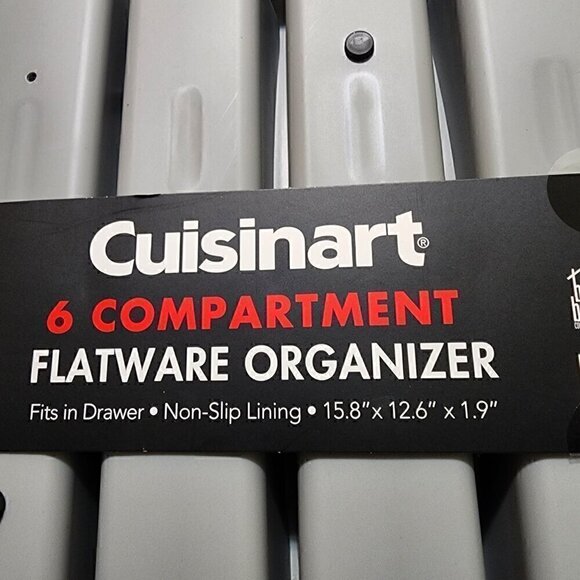 Cuisinart®
6 COMPARTMENT
FLATWARE ORGANIZER
Fits in Drawer • Non-Slip Lining • 15.8" x 12.6" x 1.9"